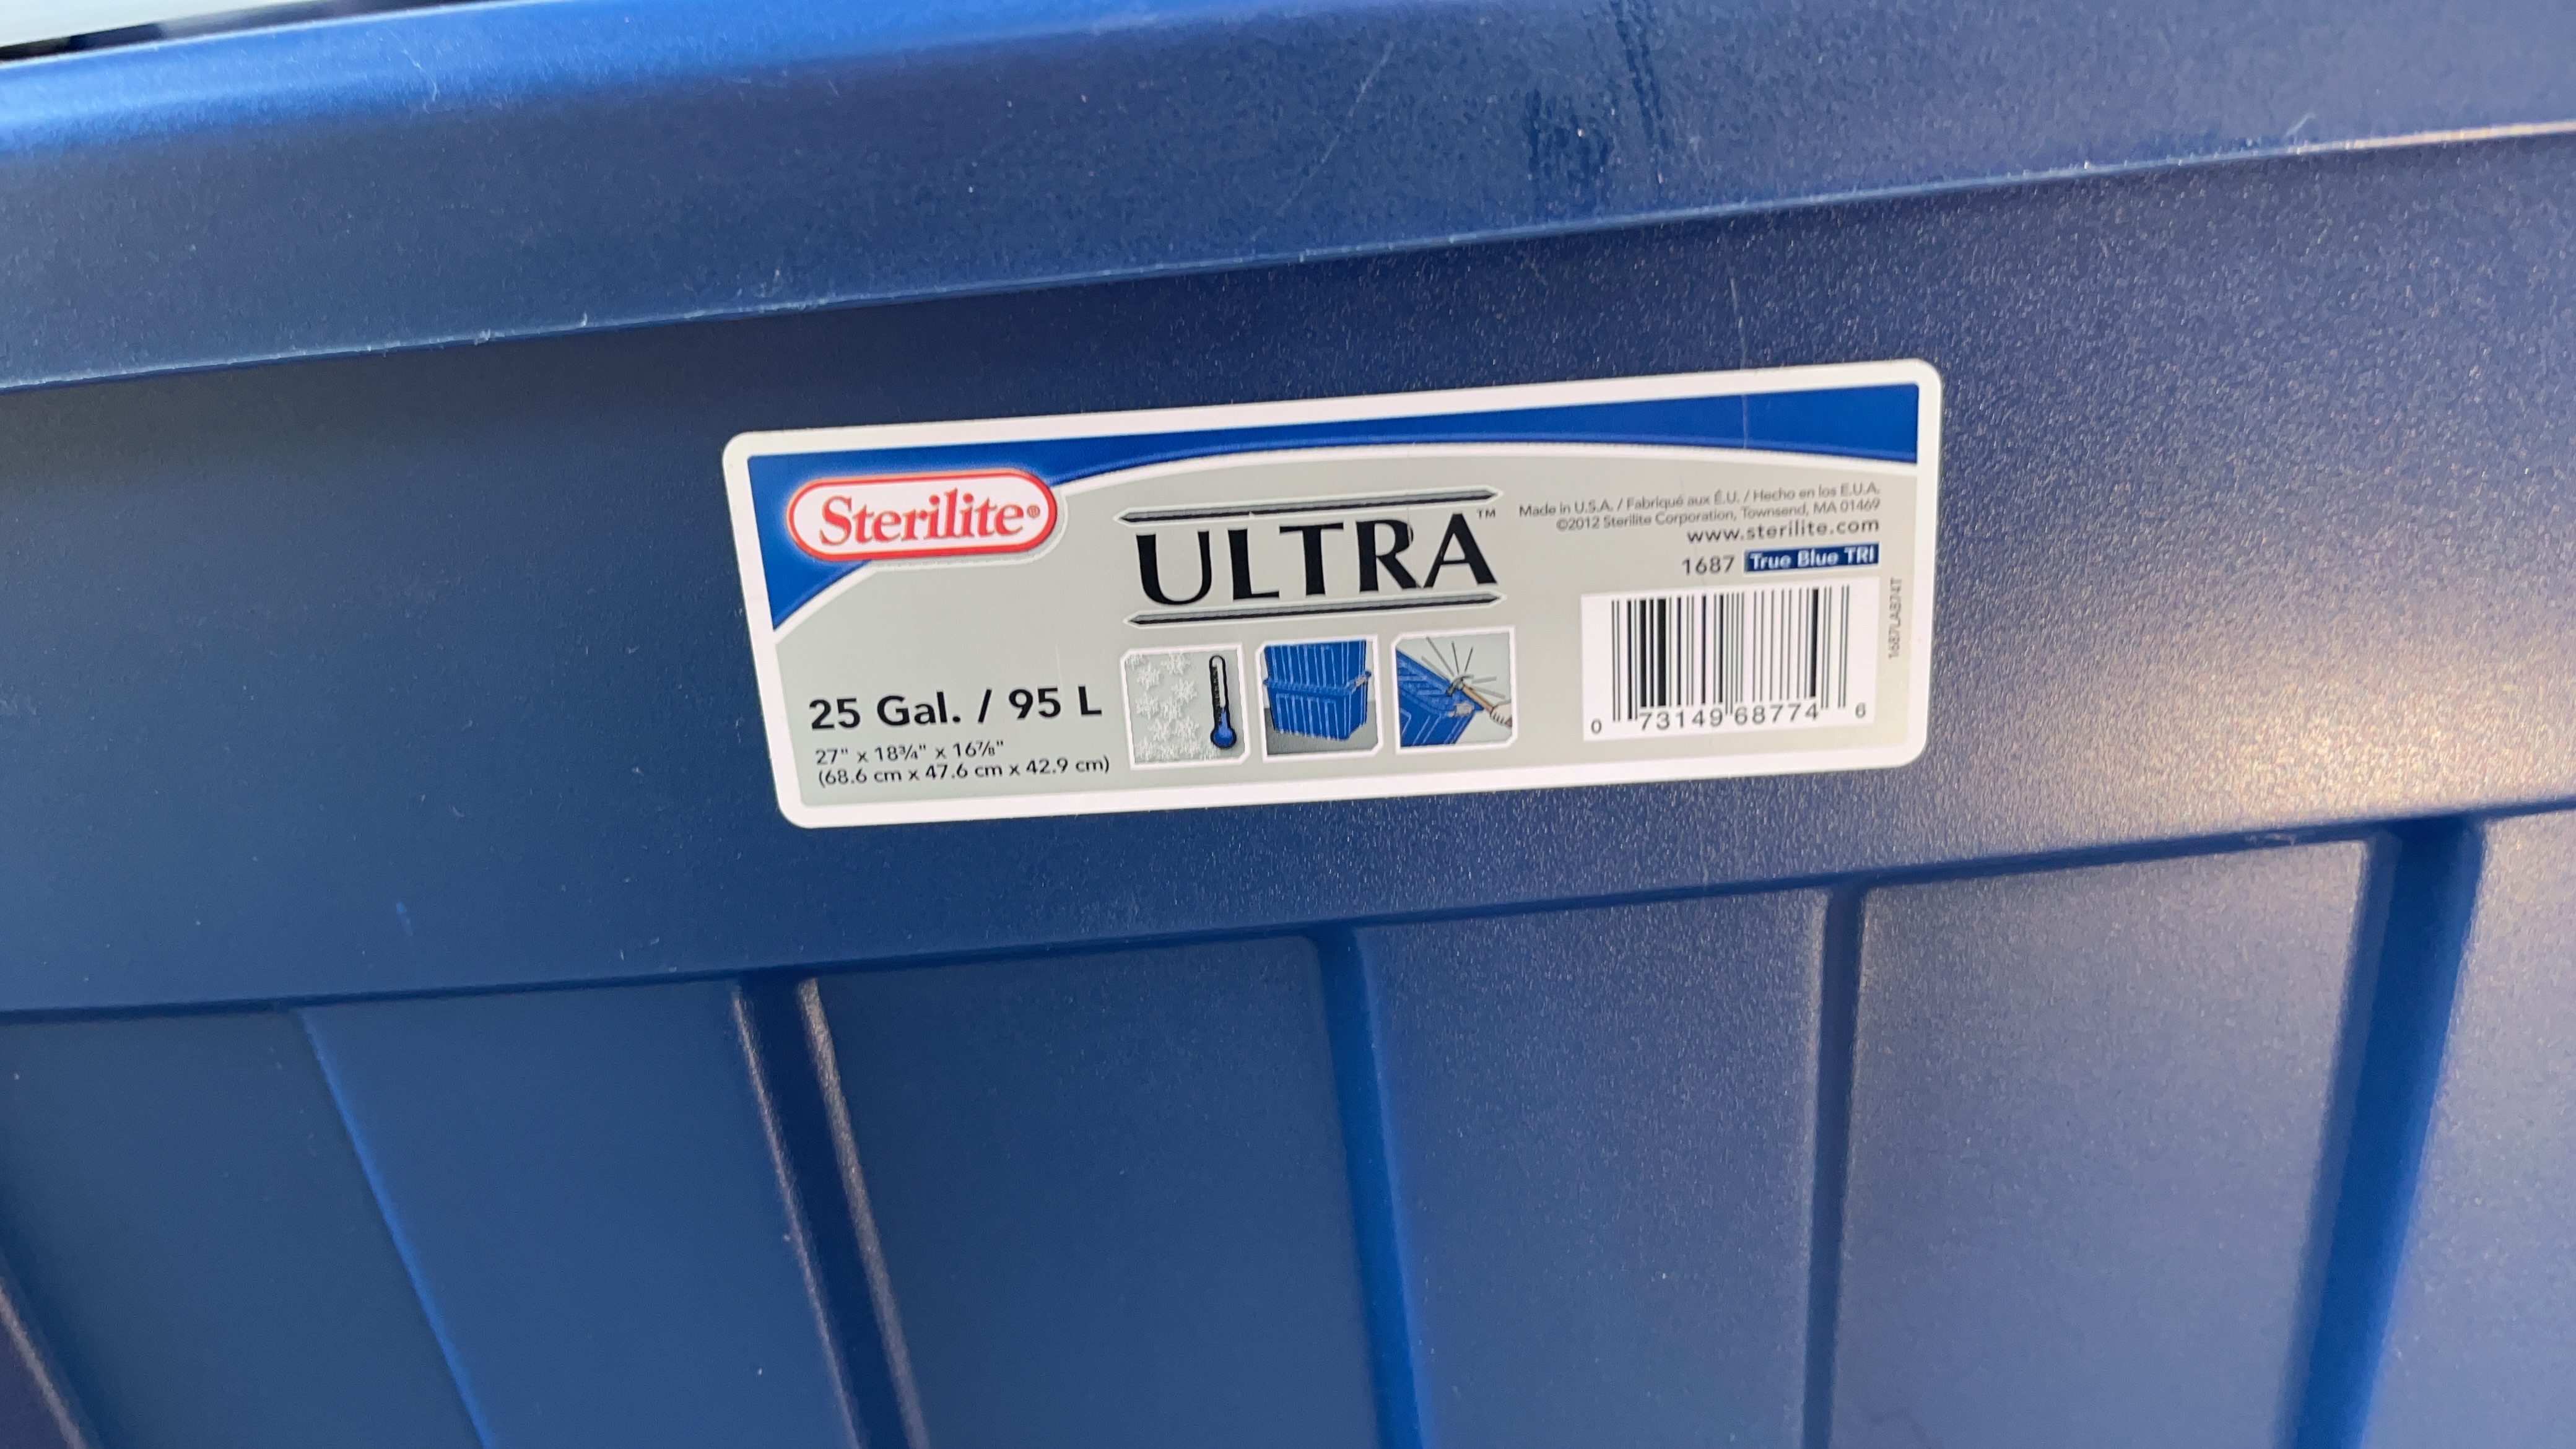 Sterilite®
ULTRA™
25 Gal. / 95 L
27" x 18¾" x 16⅞"
(68.6 cm x 47.6 cm x 42.9 cm)
Made in U.S.A. / Fabriqué aux É.U. / Hecho en los E.U.A.
©2012 Sterilite Corporation, Townsend, MA 01469
www.sterilite.com
1687 True Blue TRI
0 73149 68774 6
1687LAB74T